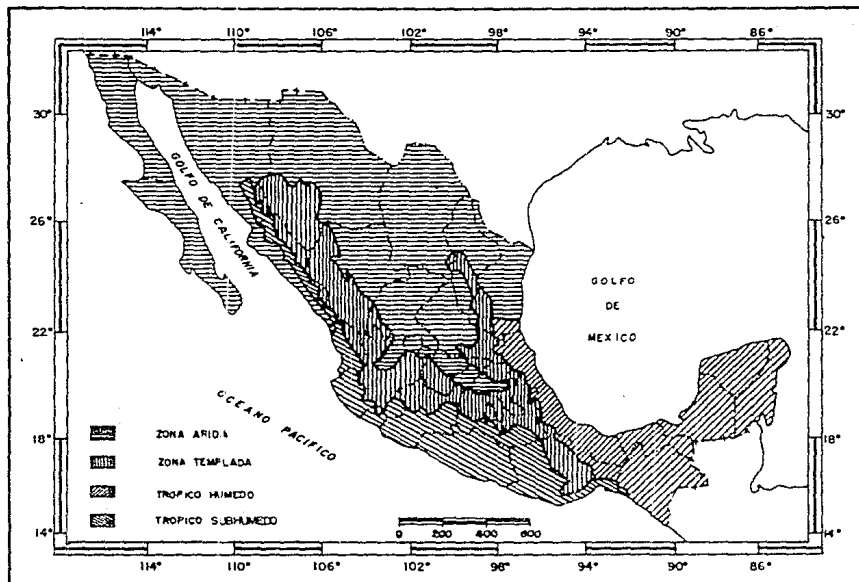 114° 110° 106° 102° 98° 94° 90° 86°
30° 30°
26° 26°
22° 22°
18° 18°
14° 14°
GOLFO DE CALIFORNIA
GOLFO
DE
MEXICO
OCEANO PACIFICO
ZONA ARIDA
ZONA TEMPLADA
TROPICO HUMEDO
TROPICO SUBHUMEDO
0 200 400 600
114° 110° 106° 102° 98° 94° 90° 86°